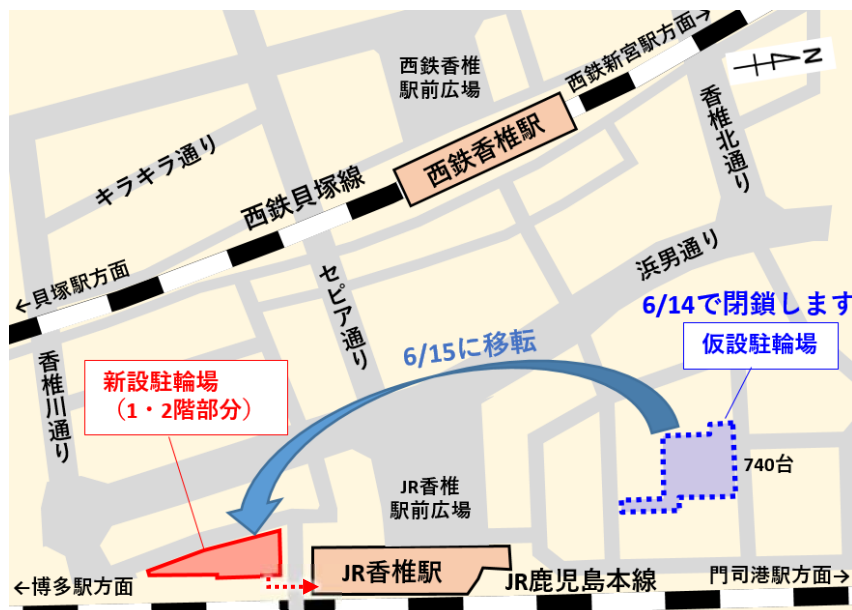 西鉄新宮駅方面→
N
西鉄香椎
駅前広場
香椎北通り
キラキラ通り
西鉄香椎駅
西鉄貝塚線
浜男通り
←貝塚駅方面
セピア通り
6/14で閉鎖します
仮設駐輪場
6/15に移転
香椎川通り
新設駐輪場
（1・2階部分）
740台
JR香椎
駅前広場
JR香椎駅
JR鹿児島本線
門司港駅方面→
←博多駅方面